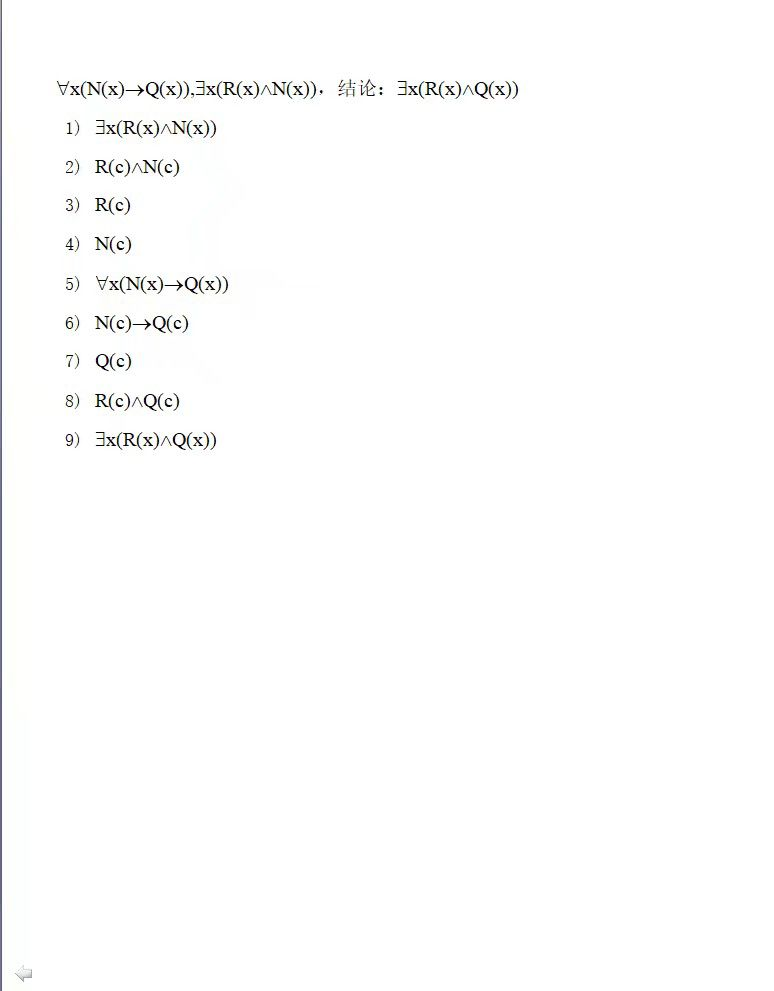 ∀x(N(x)→Q(x)),∃x(R(x)∧N(x))，结论：∃x(R(x)∧Q(x))
1) ∃x(R(x)∧N(x))
2) R(c)∧N(c)
3) R(c)
4) N(c)
5) ∀x(N(x)→Q(x))
6) N(c)→Q(c)
7) Q(c)
8) R(c)∧Q(c)
9) ∃x(R(x)∧Q(x))